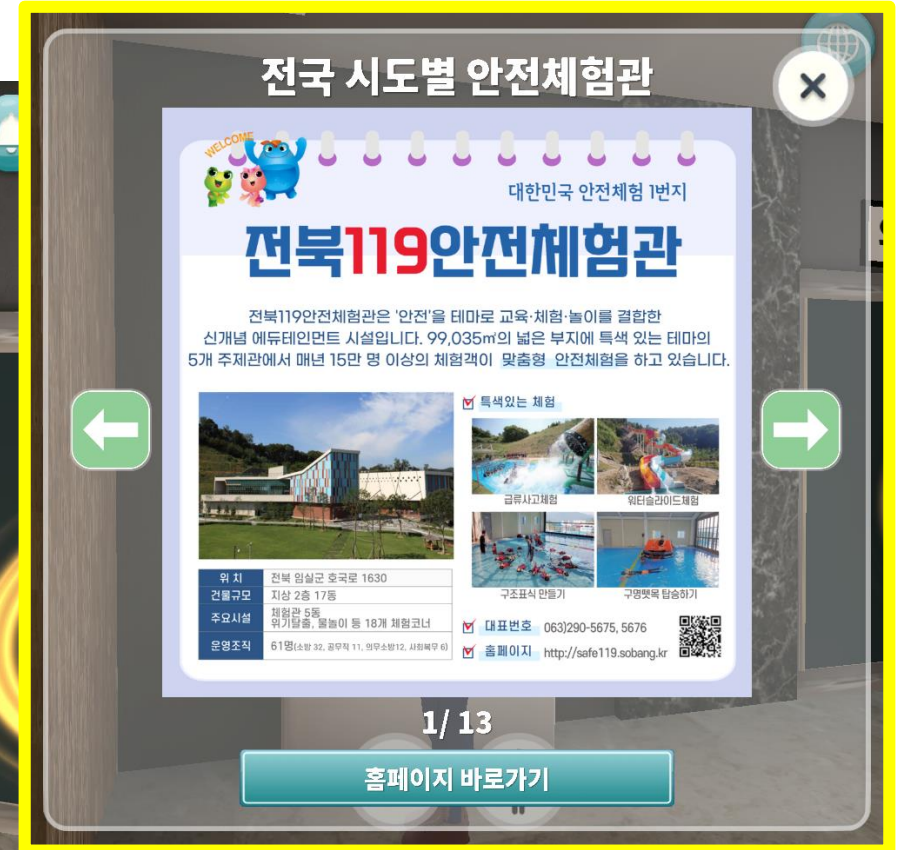 전국 시도별 안전체험관
WELCOME
대한민국 안전체험 1번지
전북119안전체험관
전북119안전체험관은 '안전'을 테마로 교육·체험·놀이를 결합한
신개념 에듀테인먼트 시설입니다. 99,035㎡의 넓은 부지에 특색 있는 테마의
5개 주제관에서 매년 15만 명 이상의 체험객이 맞춤형 안전체험을 하고 있습니다.
특색있는 체험
급류사고체험
워터슬라이드체험
구조표식 만들기
구명뗏목 탑승하기
위 치 전북 임실군 호국로 1630
건물규모 지상 2층 17동
주요시설 체험관 5동
위기탈출, 물놀이 등 18개 체험코너
운영조직 61명(소방 32, 공무직 11, 의무소방12, 사회복무 6)
대표번호 063)290-5675, 5676
홈페이지 http://safe119.sobang.kr
1/ 13
홈페이지 바로가기